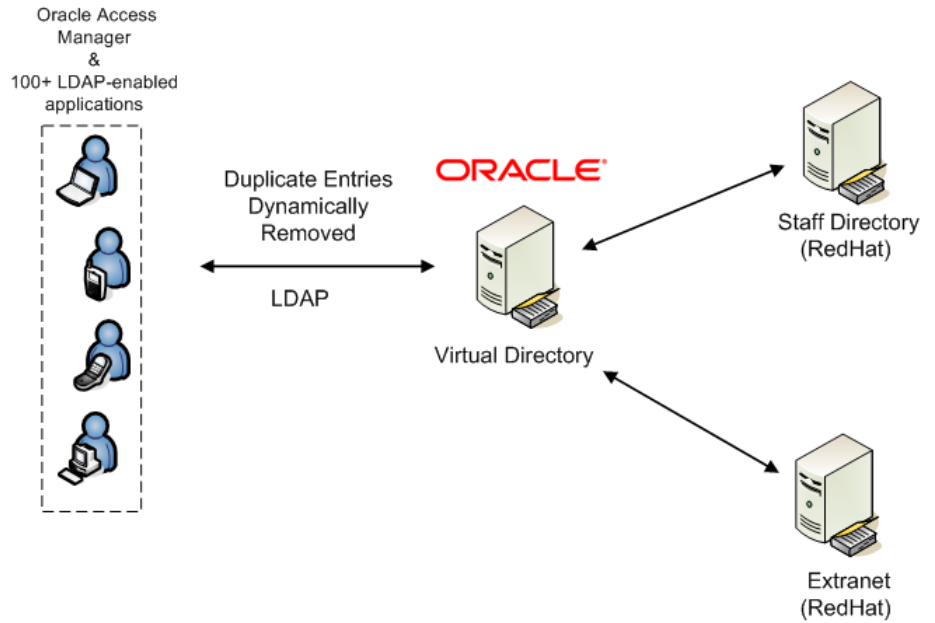 Oracle Access
Manager
&
100+ LDAP-enabled
applications
Duplicate Entries
Dynamically
Removed
LDAP
ORACLE®
Virtual Directory
Staff Directory
(RedHat)
Extranet
(RedHat)